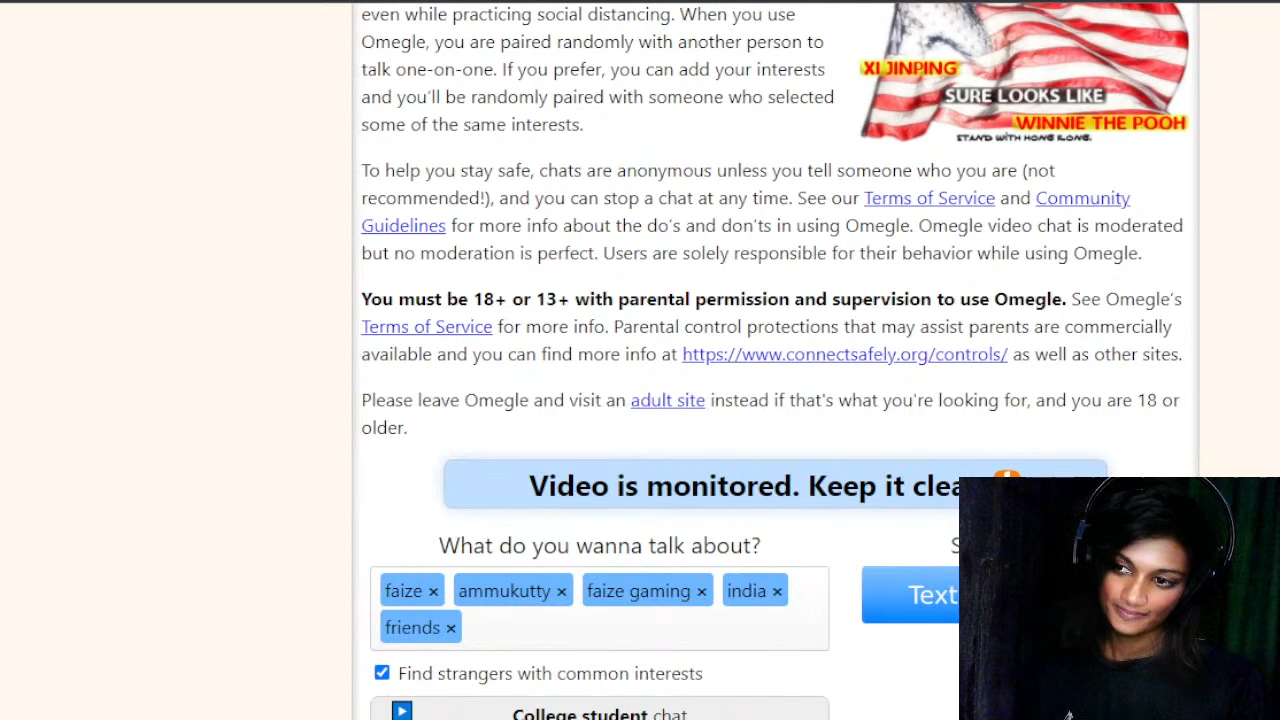 even while practicing social distancing. When you use
Omegle, you are paired randomly with another person to
talk one-on-one. If you prefer, you can add your interests
and you'll be randomly paired with someone who selected
some of the same interests.
XI JINPING
SURE LOOKS LIKE
WINNIE THE POOH
STAND WITH HONG KONG.
To help you stay safe, chats are anonymous unless you tell someone who you are (not
recommended!), and you can stop a chat at any time. See our Terms of Service and Community
Guidelines for more info about the do's and don'ts in using Omegle. Omegle video chat is moderated
but no moderation is perfect. Users are solely responsible for their behavior while using Omegle.
You must be 18+ or 13+ with parental permission and supervision to use Omegle. See Omegle's
Terms of Service for more info. Parental control protections that may assist parents are commercially
available and you can find more info at https://www.connectsafely.org/controls/ as well as other sites.
Please leave Omegle and visit an adult site instead if that's what you're looking for, and you are 18 or
older.
Video is monitored. Keep it clea
What do you wanna talk about?
S
faize × ammukutty × faize gaming × india ×
friends ×
Text
Find strangers with common interests
College student chat